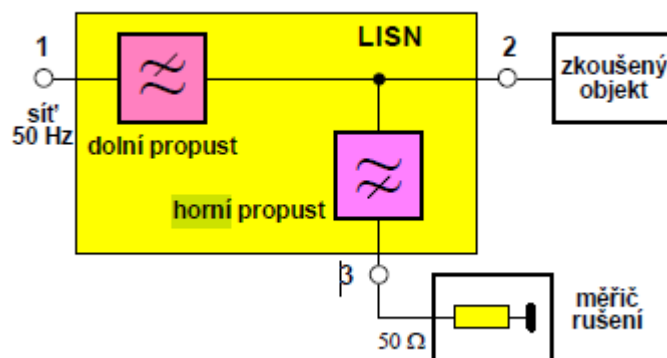 LISN
1
2
zkoušený
objekt
síť
50 Hz
dolní propust
horní propust
3
měřič
rušení
50 Ω